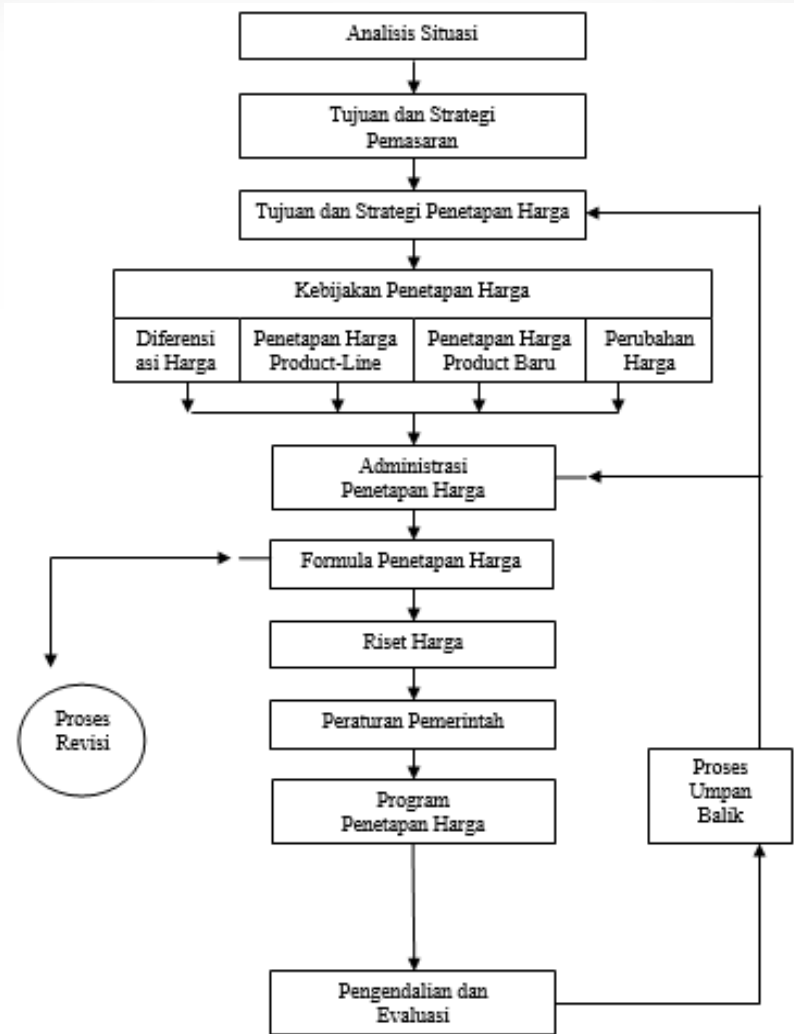 Analisis Situasi
Tujuan dan Strategi
Pemasaran
Tujuan dan Strategi Penetapan Harga
Kebijakan Penetapan Harga
Diferensi
asi Harga
Penetapan Harga
Product-Line
Penetapan Harga
Product Baru
Perubahan
Harga
Administrasi
Penetapan Harga
Formula Penetapan Harga
Riset Harga
Proses
Revisi
Peraturan Pemerintah
Program
Penetapan Harga
Proses
Umpan
Balik
Pengendalian dan
Evaluasi